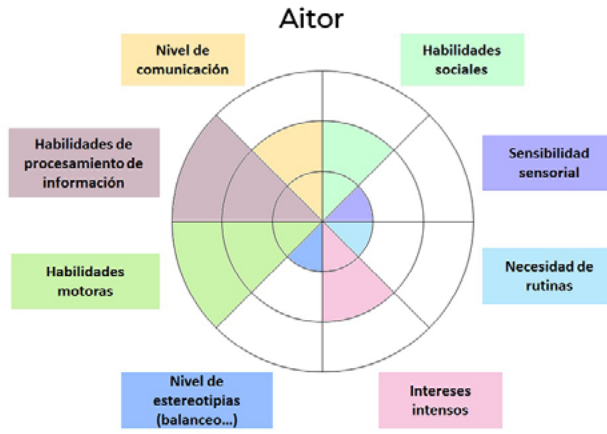 Aitor
Nivel de
comunicación
Habilidades
sociales
Habilidades de
procesamiento de
información
Sensibilidad
sensorial
Habilidades
motoras
Necesidad de
rutinas
Nivel de
estereotipias
(balanceo...)
Intereses
intensos